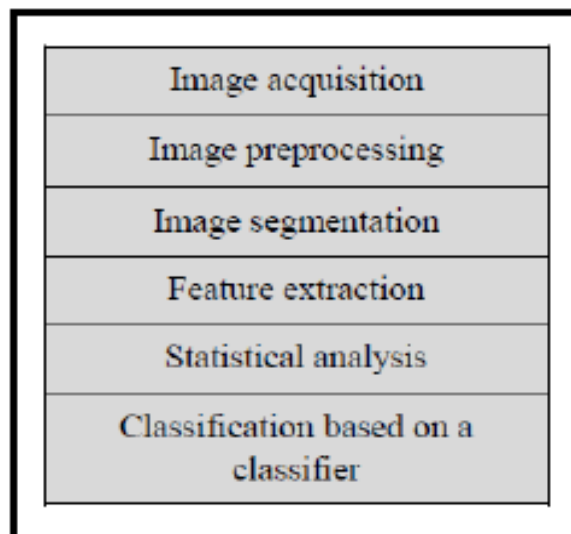 Image acquisition
Image preprocessing
Image segmentation
Feature extraction
Statistical analysis
Classification based on a
classifier